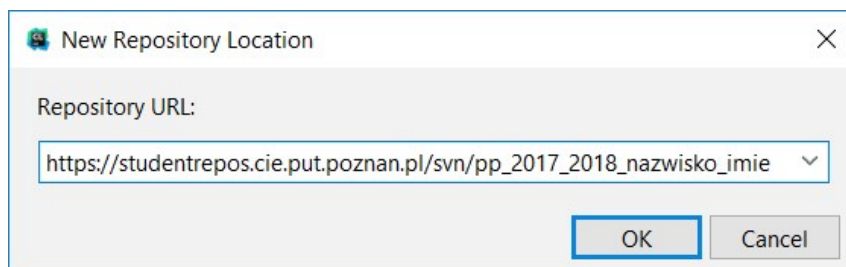 New Repository Location
Repository URL:
https://studentrepos.cie.put.poznan.pl/svn/pp_2017_2018_nazwisko_imie
OK Cancel